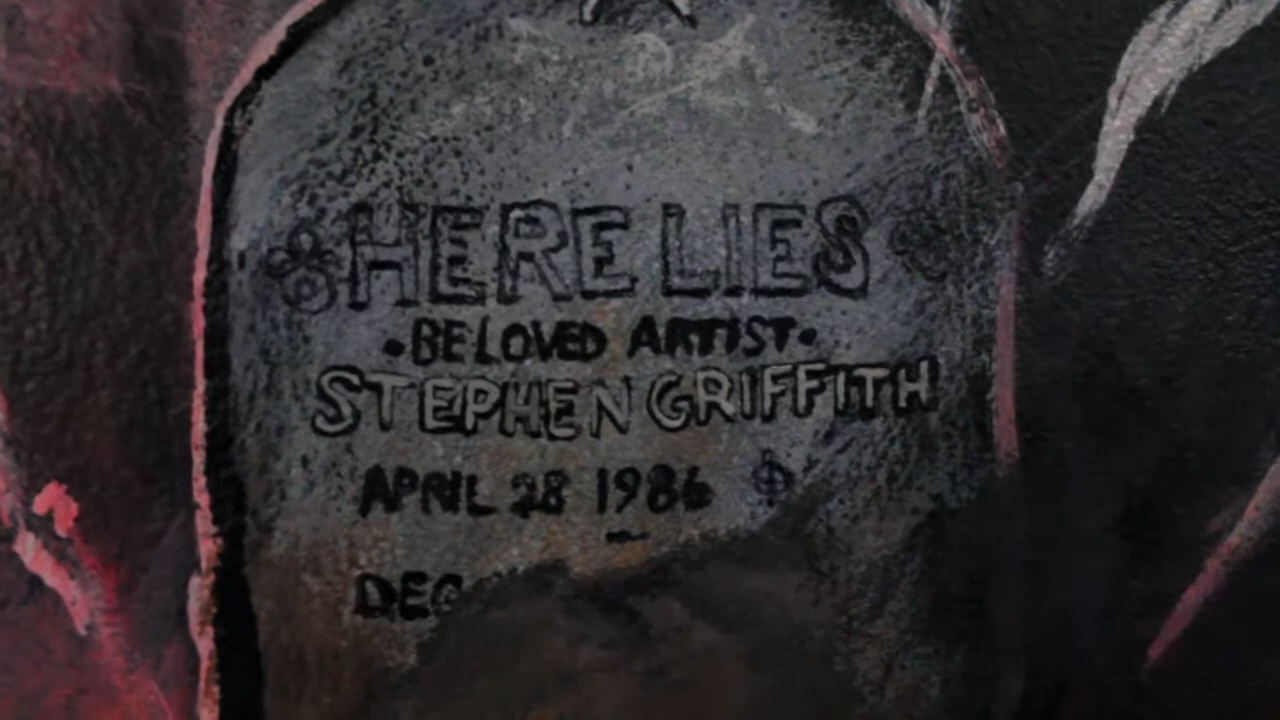 HERE LIES
•BELOVED ARTIST•
STEPHEN GRIFFITH
APRIL 28 1986
-
DEC